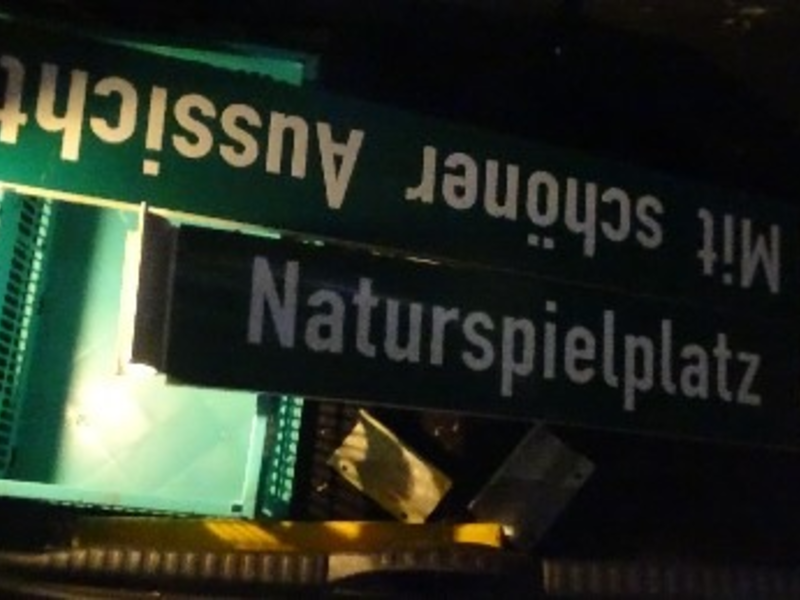 Mit schöner Aussicht
Naturspielplatz